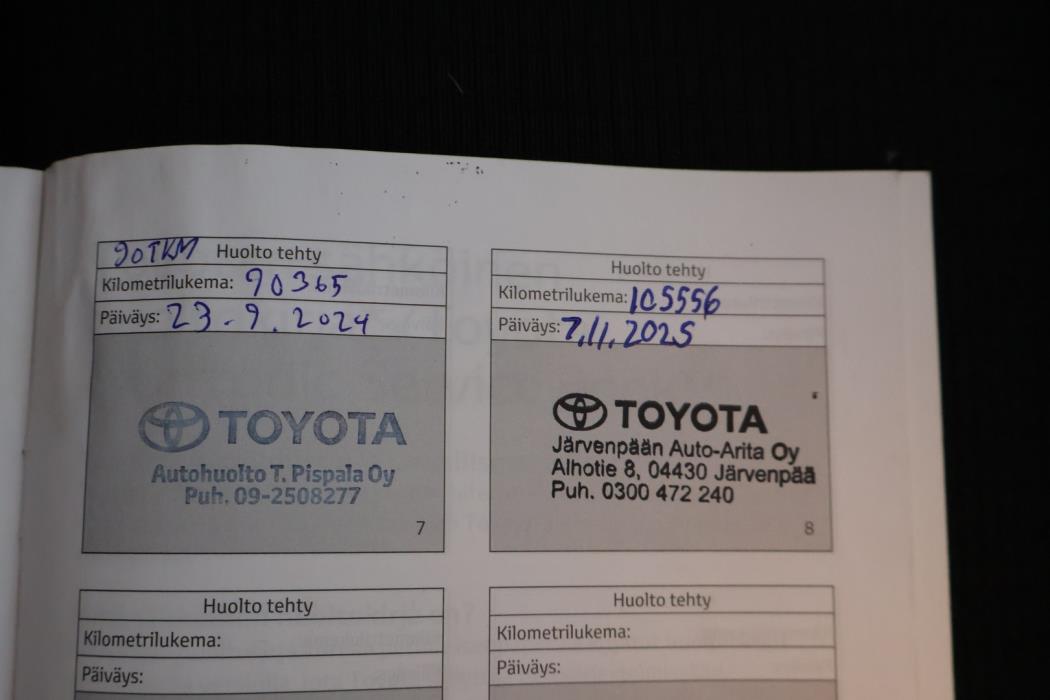 90TKM Huolto tehty
Kilometrilukema: 90365
Päiväys: 23-9.2024
TOYOTA
Autohuolto T. Pispala Oy
Puh. 09-2508277
7
Huolto tehty
Kilometrilukema: 105556
Päiväys: 7.11.2025
TOYOTA
Järvenpään Auto-Arita Oy
Alhotie 8, 04430 Järvenpää
Puh. 0300 472 240
8
Huolto tehty
Kilometrilukema:
Päiväys:
Huolto tehty
Kilometrilukema:
Päiväys: